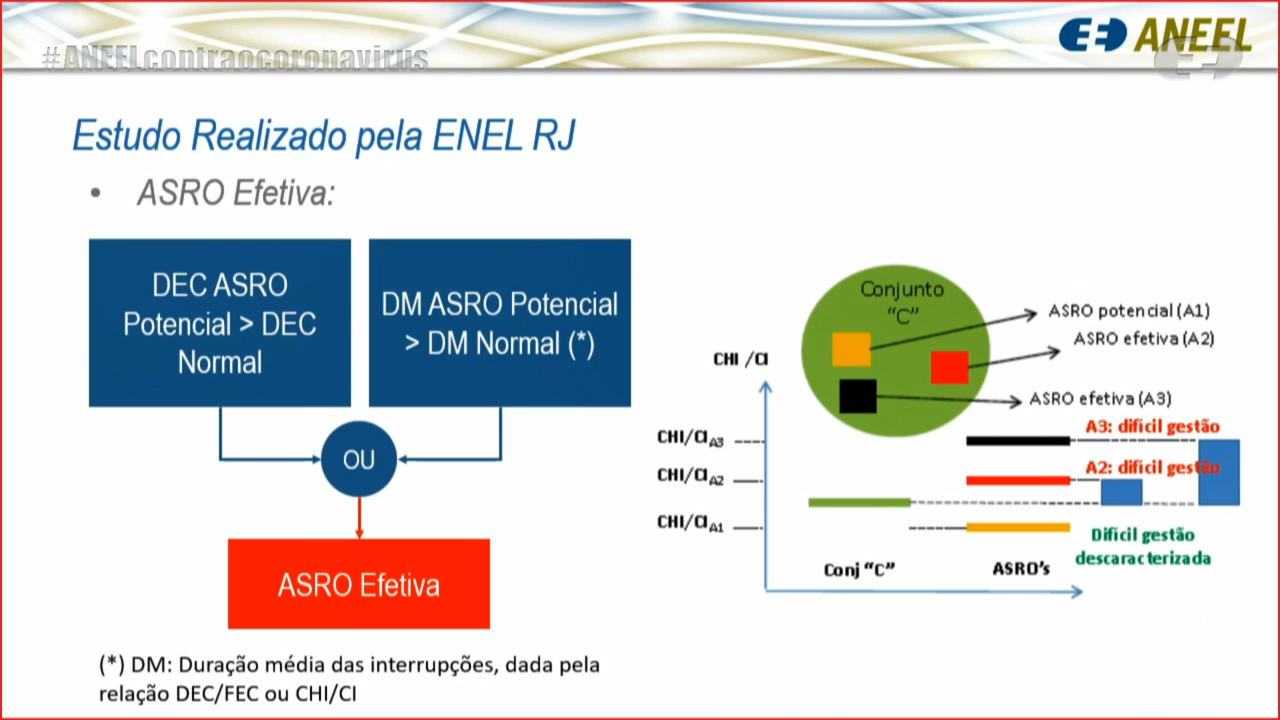 #ANEELcontraocoronavirus
ANEEL
Estudo Realizado pela ENEL RJ
• ASRO Efetiva:
DEC ASRO
Potencial > DEC
Normal
DM ASRO Potencial
> DM Normal (*)
OU
ASRO Efetiva
(*) DM: Duração média das interrupções, dada pela
relação DEC/FEC ou CHI/CI
Conjunto
“C”
ASRO potencial (A1)
ASRO efetiva (A2)
ASRO efetiva (A3)
CHI /CI
CHI/CI A3
CHI/CI A2
CHI/CI A1
A3: difícil gestão
A2: difícil gestão
Difícil gestão
descaracterizada
Conj “C”
ASRO's